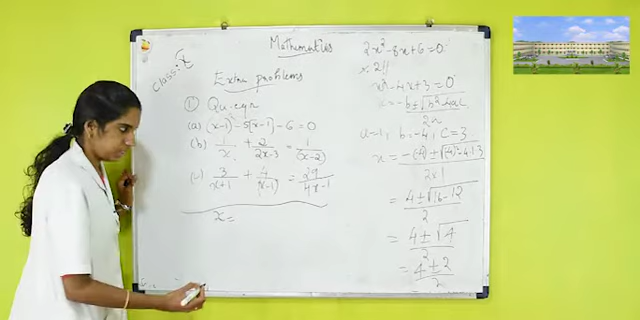 Mathematics
Class: X
Extra problems
① Qu. eqn
(a) (x-1)² - 5(x-1) - 6 = 0
(b) 1/x + 2/(2x-3) = 1/(x-2)
(c) 3/(x+1) + 4/(x-1) = 29/(4x-1)
x =
2x² - 8x + 6 = 0
÷ 2 //
x² - 4x + 3 = 0
x = -b ± √b² - 4ac / 2a
a = 1, b = -4, c = 3
x = -(-4) ± √(-4)² - 4·1·3 / 2×1
= 4 ± √16 - 12 / 2
= 4 ± √4 / 2
= 4 ± 2 / 2